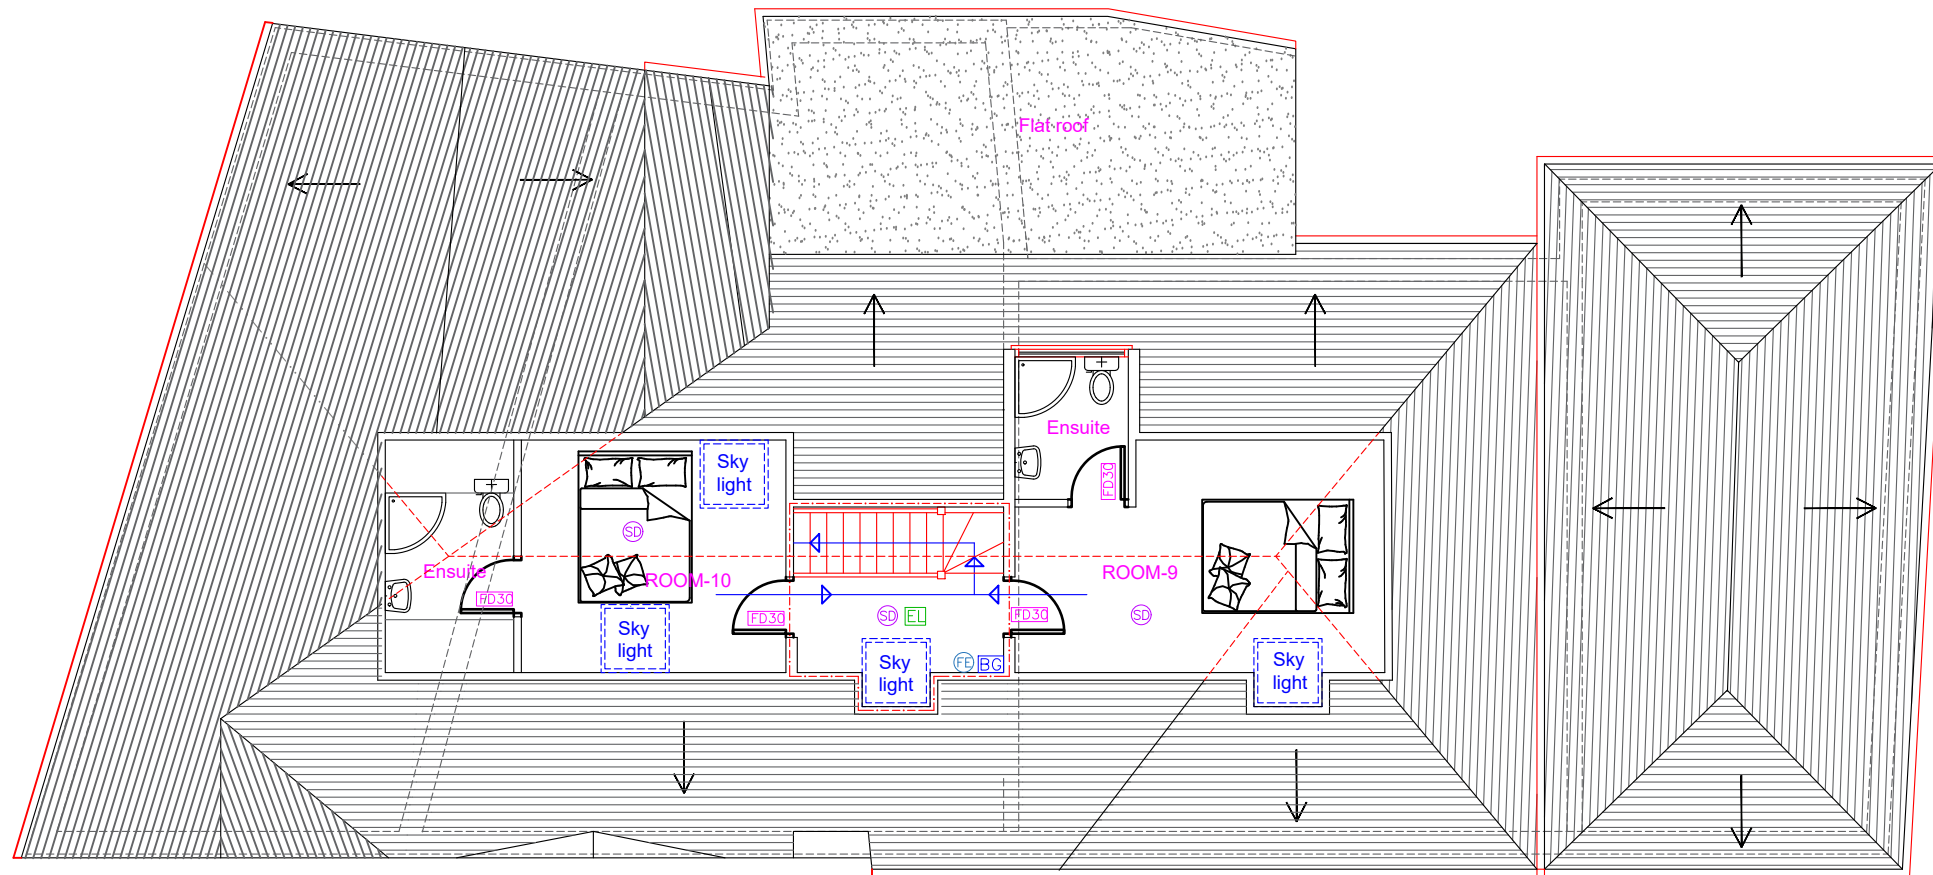 Flat roof
Ensuite
Sky
light
FD30
SD
Ensuite
ROOM-10
ROOM-9
FD30
FD30
SD
EL
FD30
SD
Sky
light
FE
BG
Sky
light
Sky
light